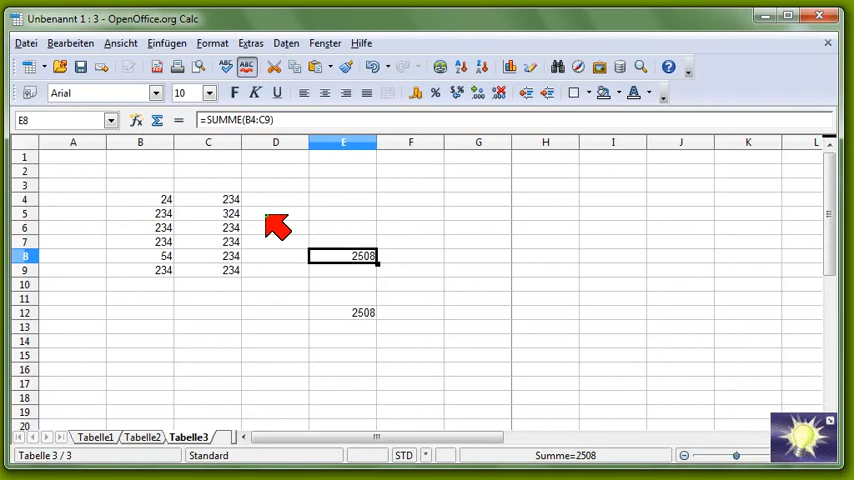 Unbenannt 1 : 3 - OpenOffice.org Calc
Datei Bearbeiten Ansicht Einfügen Format Extras Daten Fenster Hilfe
Arial 10 F K U
E8 =SUMME(B4:C9)
A B C D E F G H I J K L
1
2
3
4 24 234
5 234 324
6 234 234
7 234 234
8 54 234 2508
9 234 234
10
11
12 2508
13
14
15
16
17
18
19
20
Tabelle1 Tabelle2 Tabelle3
Tabelle 3 / 3 Standard STD * Summe=2508